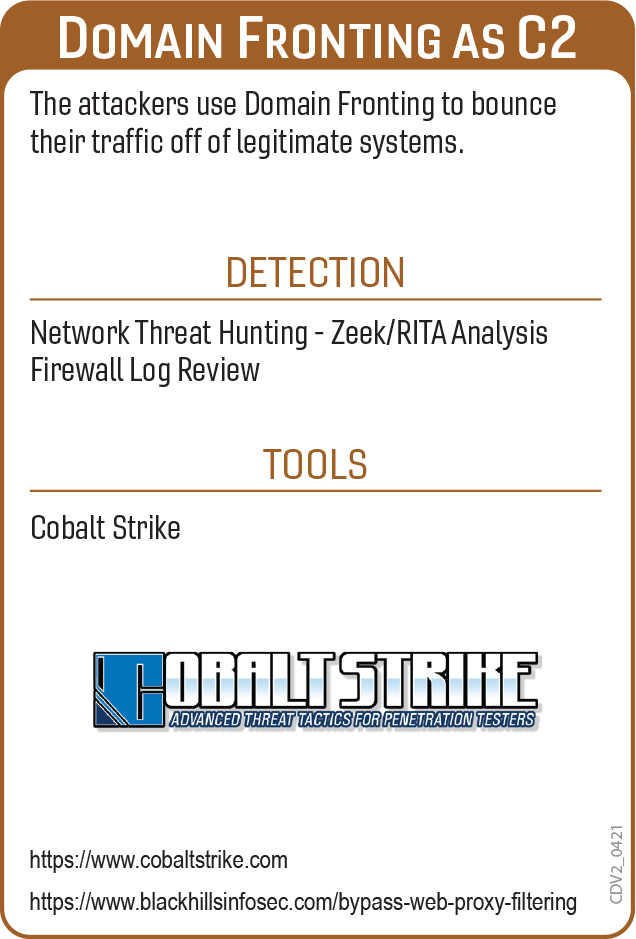 DOMAIN FRONTING AS C2
The attackers use Domain Fronting to bounce
their traffic off of legitimate systems.
DETECTION
Network Threat Hunting - Zeek/RITA Analysis
Firewall Log Review
TOOLS
Cobalt Strike
COBALT STRIKE
ADVANCED THREAT TACTICS FOR PENETRATION TESTERS
https://www.cobaltstrike.com
https://www.blackhillsinfosec.com/bypass-web-proxy-filtering
CDV2_0421